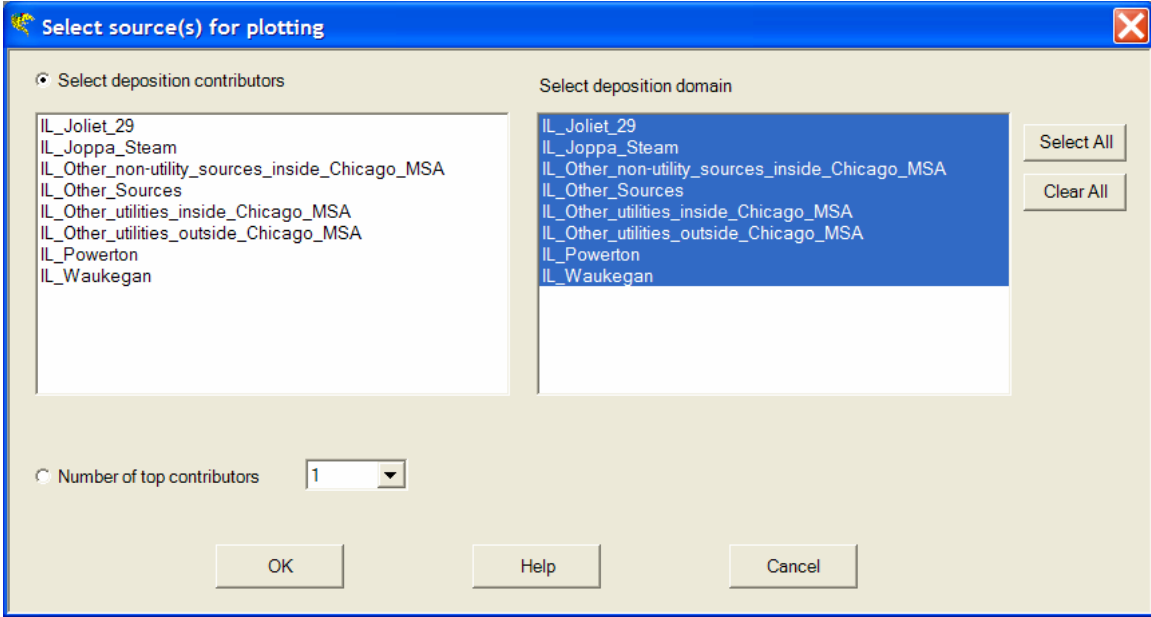 Select source(s) for plotting
Select deposition contributors
IL_Joliet_29
IL_Joppa_Steam
IL_Other_non-utility_sources_inside_Chicago_MSA
IL_Other_Sources
IL_Other_utilities_inside_Chicago_MSA
IL_Other_utilities_outside_Chicago_MSA
IL_Powerton
IL_Waukegan
Select deposition domain
IL_Joliet_29
IL_Joppa_Steam
IL_Other_non-utility_sources_inside_Chicago_MSA
IL_Other_Sources
IL_Other_utilities_inside_Chicago_MSA
IL_Other_utilities_outside_Chicago_MSA
IL_Powerton
IL_Waukegan
Select All
Clear All
Number of top contributors 1
OK Help Cancel